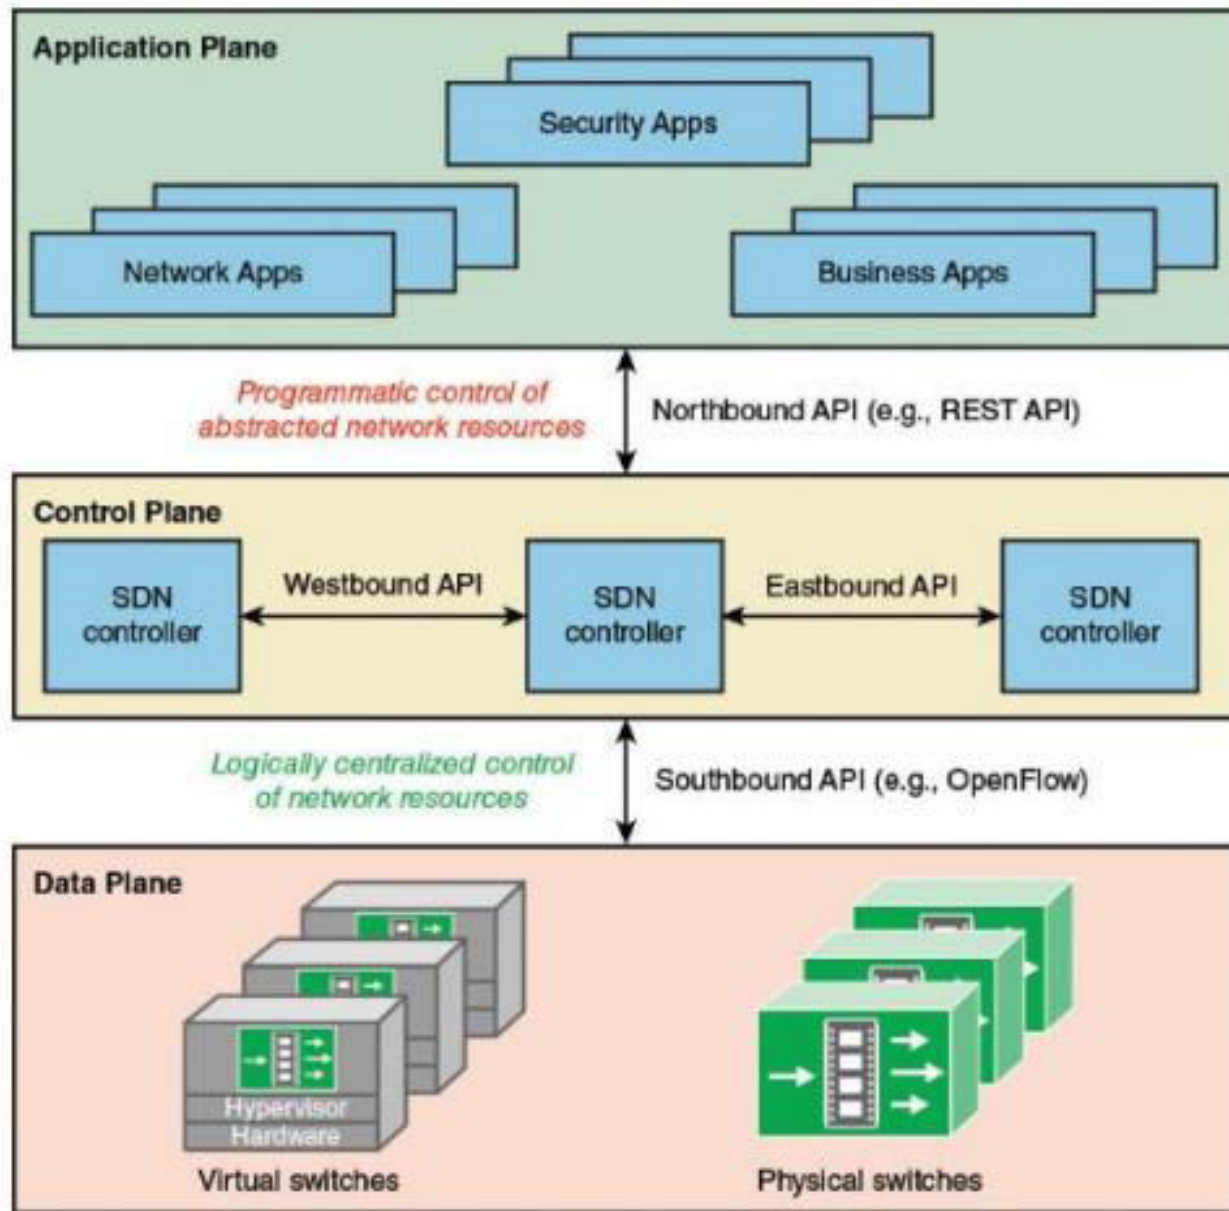 Application Plane
Security Apps
Network Apps
Business Apps
Programmatic control of
abstracted network resources
Northbound API (e.g., REST API)
Control Plane
SDN
controller
Westbound API
SDN
controller
Eastbound API
SDN
controller
Logically centralized control
of network resources
Southbound API (e.g., OpenFlow)
Data Plane
Hypervisor
Hardware
Virtual switches
Physical switches